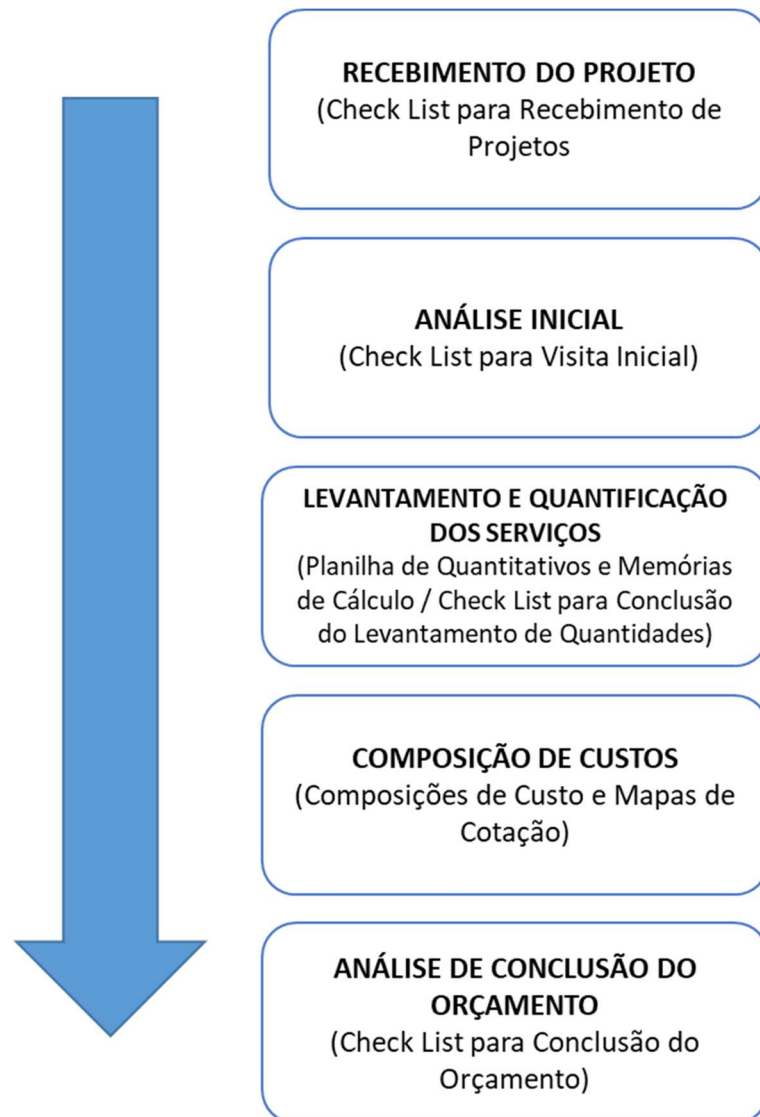 RECEBIMENTO DO PROJETO
(Check List para Recebimento de
Projetos
ANÁLISE INICIAL
(Check List para Visita Inicial)
LEVANTAMENTO E QUANTIFICAÇÃO
DOS SERVIÇOS
(Planilha de Quantitativos e Memórias
de Cálculo / Check List para Conclusão
do Levantamento de Quantidades)
COMPOSIÇÃO DE CUSTOS
(Composições de Custo e Mapas de
Cotação)
ANÁLISE DE CONCLUSÃO DO
ORÇAMENTO
(Check List para Conclusão do
Orçamento)